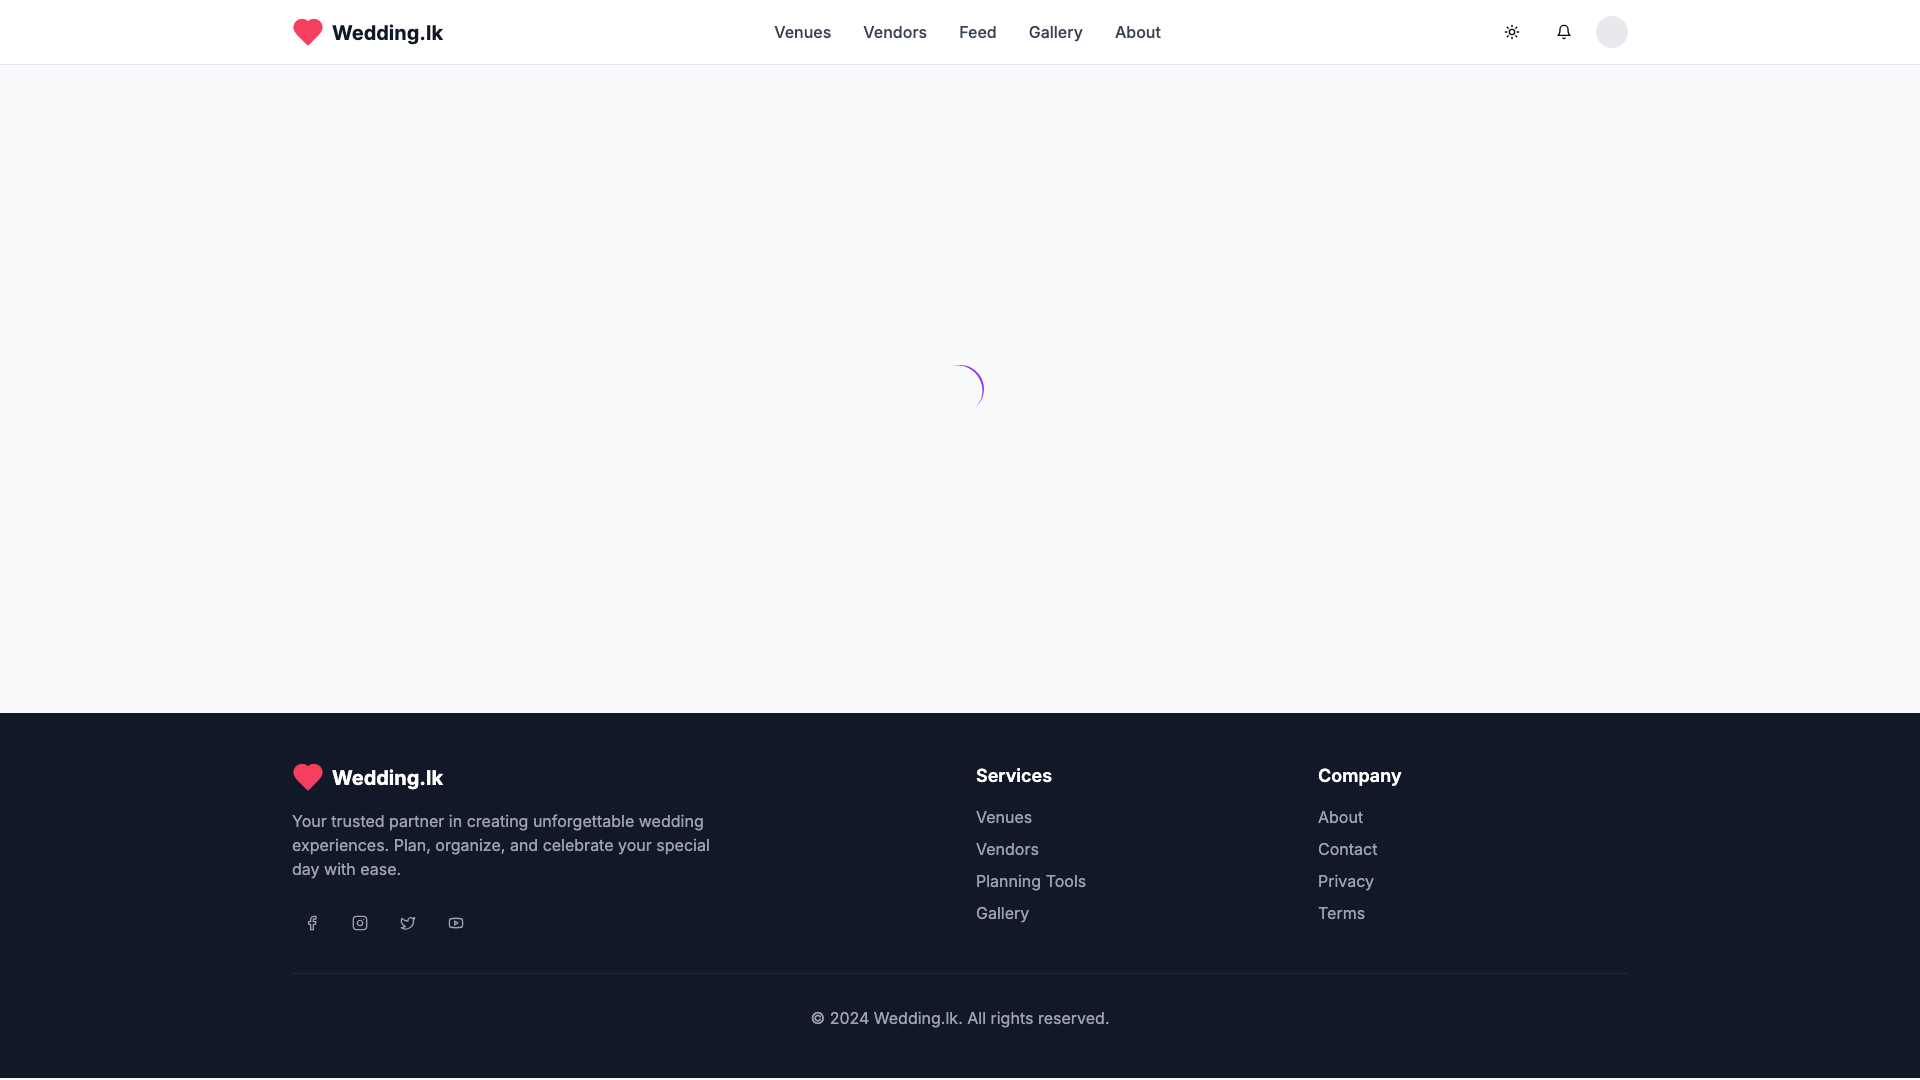 Wedding.lk
Venues
Vendors
Feed
Gallery
About
Wedding.lk
Your trusted partner in creating unforgettable wedding
experiences. Plan, organize, and celebrate your special
day with ease.
Services
Venues
Vendors
Planning Tools
Gallery
Company
About
Contact
Privacy
Terms
© 2024 Wedding.lk. All rights reserved.